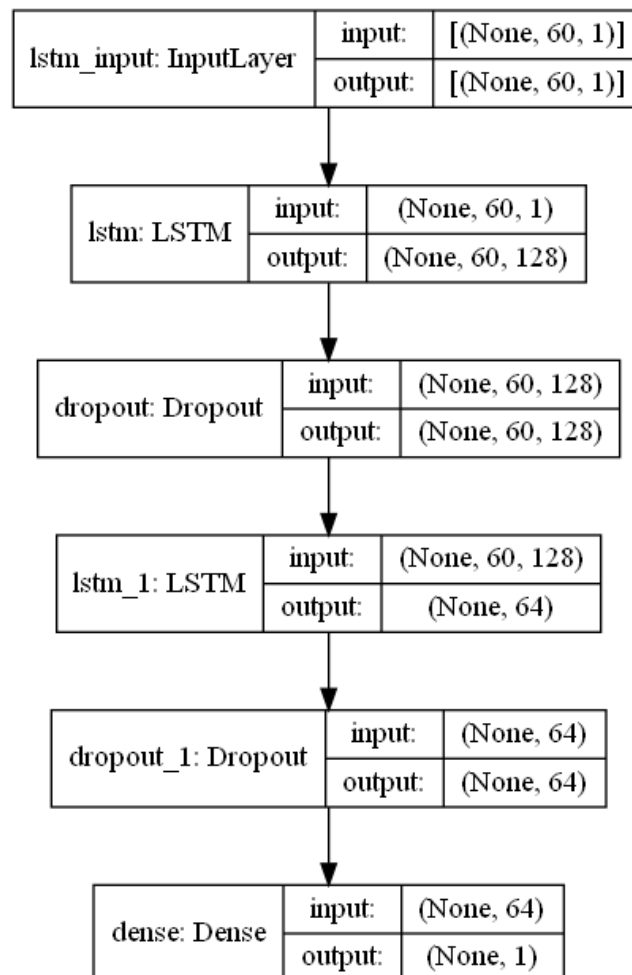 lstm_input: InputLayer
input: [(None, 60, 1)]
output: [(None, 60, 1)]
lstm: LSTM
input: (None, 60, 1)
output: (None, 60, 128)
dropout: Dropout
input: (None, 60, 128)
output: (None, 60, 128)
lstm_1: LSTM
input: (None, 60, 128)
output: (None, 64)
dropout_1: Dropout
input: (None, 64)
output: (None, 64)
dense: Dense
input: (None, 64)
output: (None, 1)